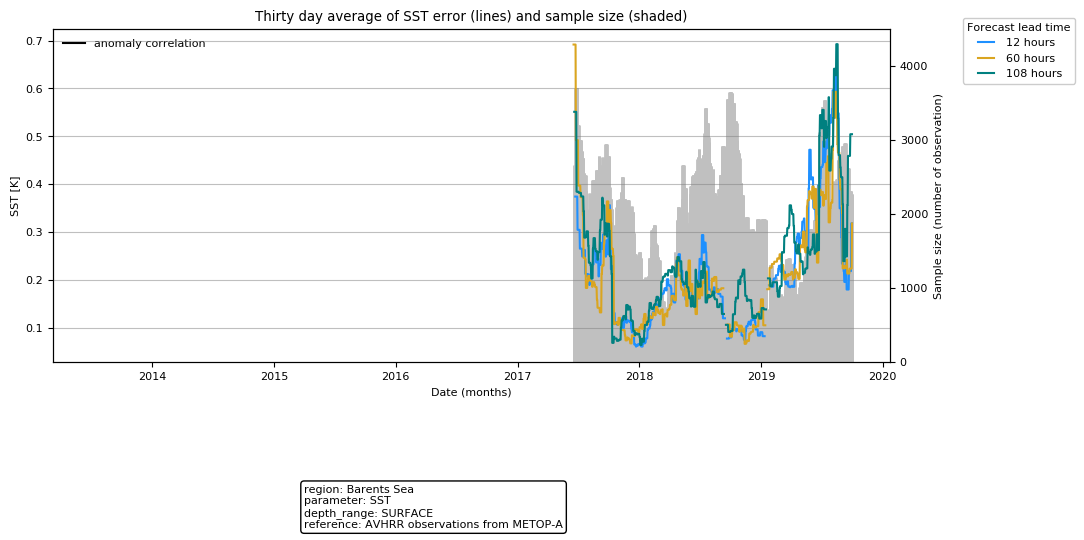 Thirty day average of SST error (lines) and sample size (shaded)
Forecast lead time
12 hours
60 hours
108 hours
anomaly correlation
0.7
0.6
0.5
0.4
0.3
0.2
0.1
SST [K]
4000
3000
2000
1000
0
Sample size (number of observation)
2014
2015
2016
2017
2018
2019
2020
Date (months)
region: Barents Sea
parameter: SST
depth_range: SURFACE
reference: AVHRR observations from METOP-A